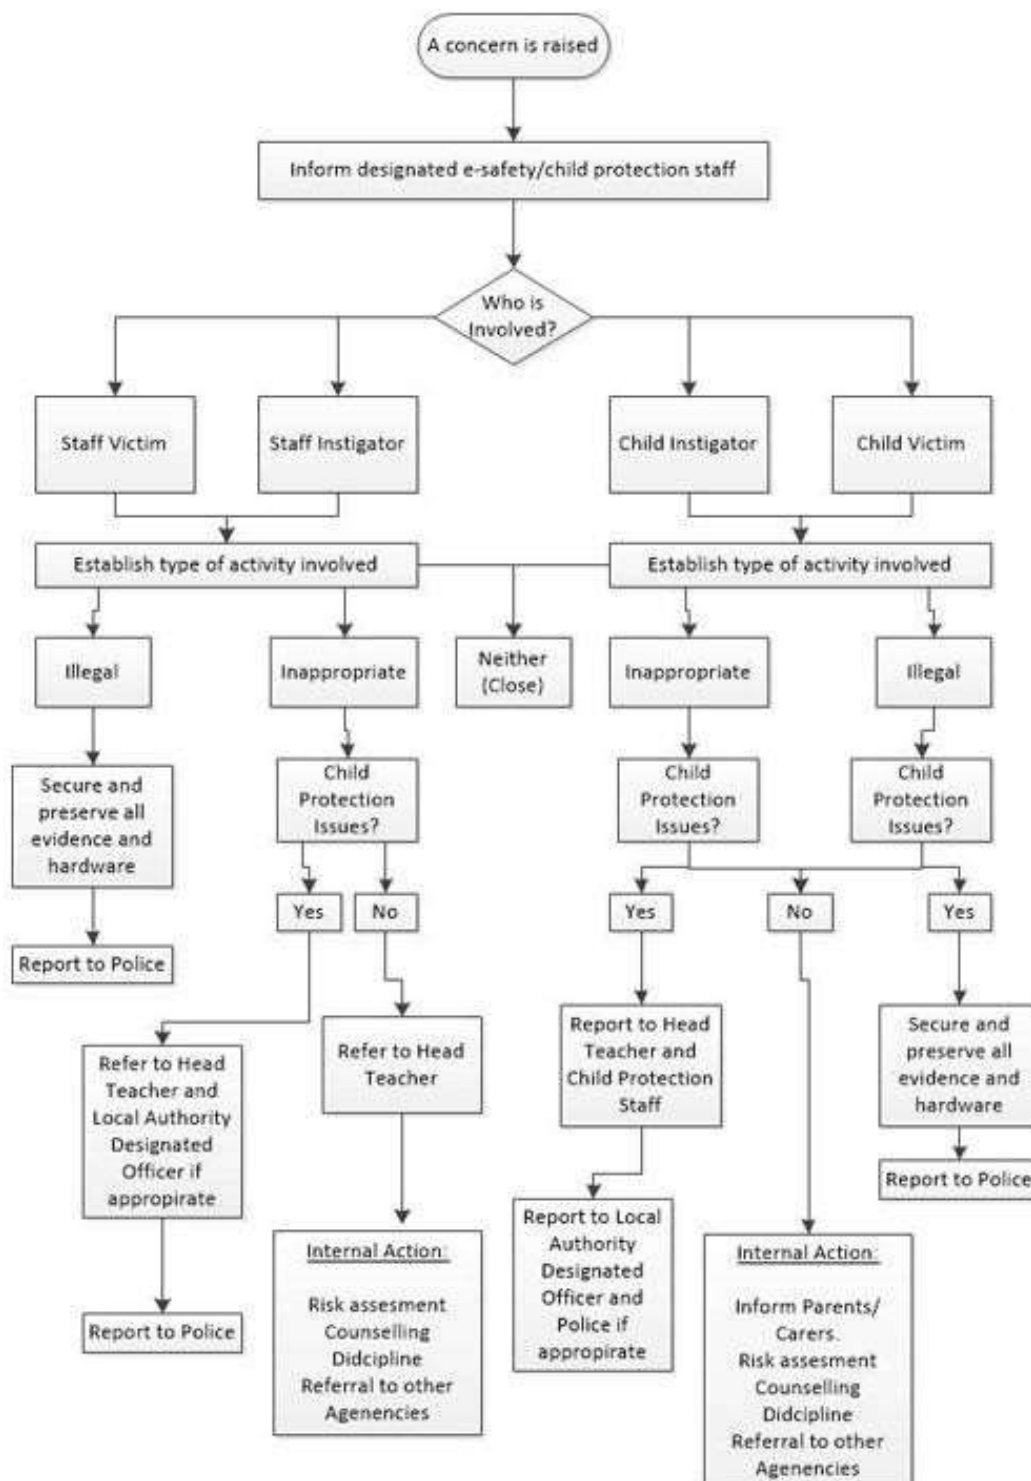 A concern is raised
Inform designated e-safety/child protection staff
Who is
Involved?
Staff Victim
Staff Instigator
Child Instigator
Child Victim
Establish type of activity involved
Establish type of activity involved
Illegal
Inappropriate
Neither
(Close)
Inappropriate
Illegal
Secure and
preserve all
evidence and
hardware
Child
Protection
Issues?
Child
Protection
Issues?
Child
Protection
Issues?
Yes
No
Yes
No
Yes
Report to Police
Refer to Head
Teacher and
Local Authority
Designated
Officer if
appropirate
Refer to Head
Teacher
Report to Head
Teacher and
Child Protection
Staff
Secure and
preserve all
evidence and
hardware
Report to Police
Report to Local
Authority
Designated
Officer and
Police if
appropirate
Internal Action:
Risk assesment
Counselling
Didcipline
Referral to other
Agenencies
Internal Action:
Inform Parents/
Carers.
Risk assesment
Counselling
Didcipline
Referral to other
Agenencies
Report to Police